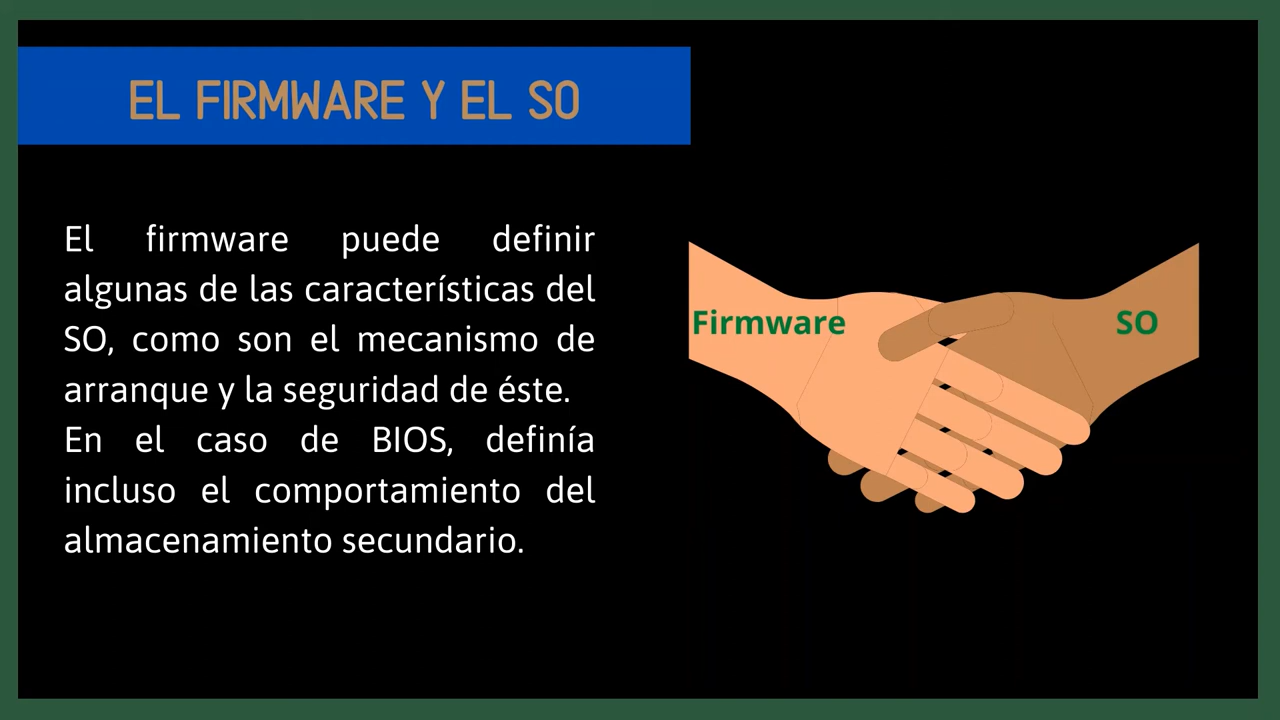 EL FIRMWARE Y EL SO
El firmware puede definir
algunas de las características del
SO, como son el mecanismo de
arranque y la seguridad de éste.
En el caso de BIOS, definía
incluso el comportamiento del
almacenamiento secundario.
Firmware
SO